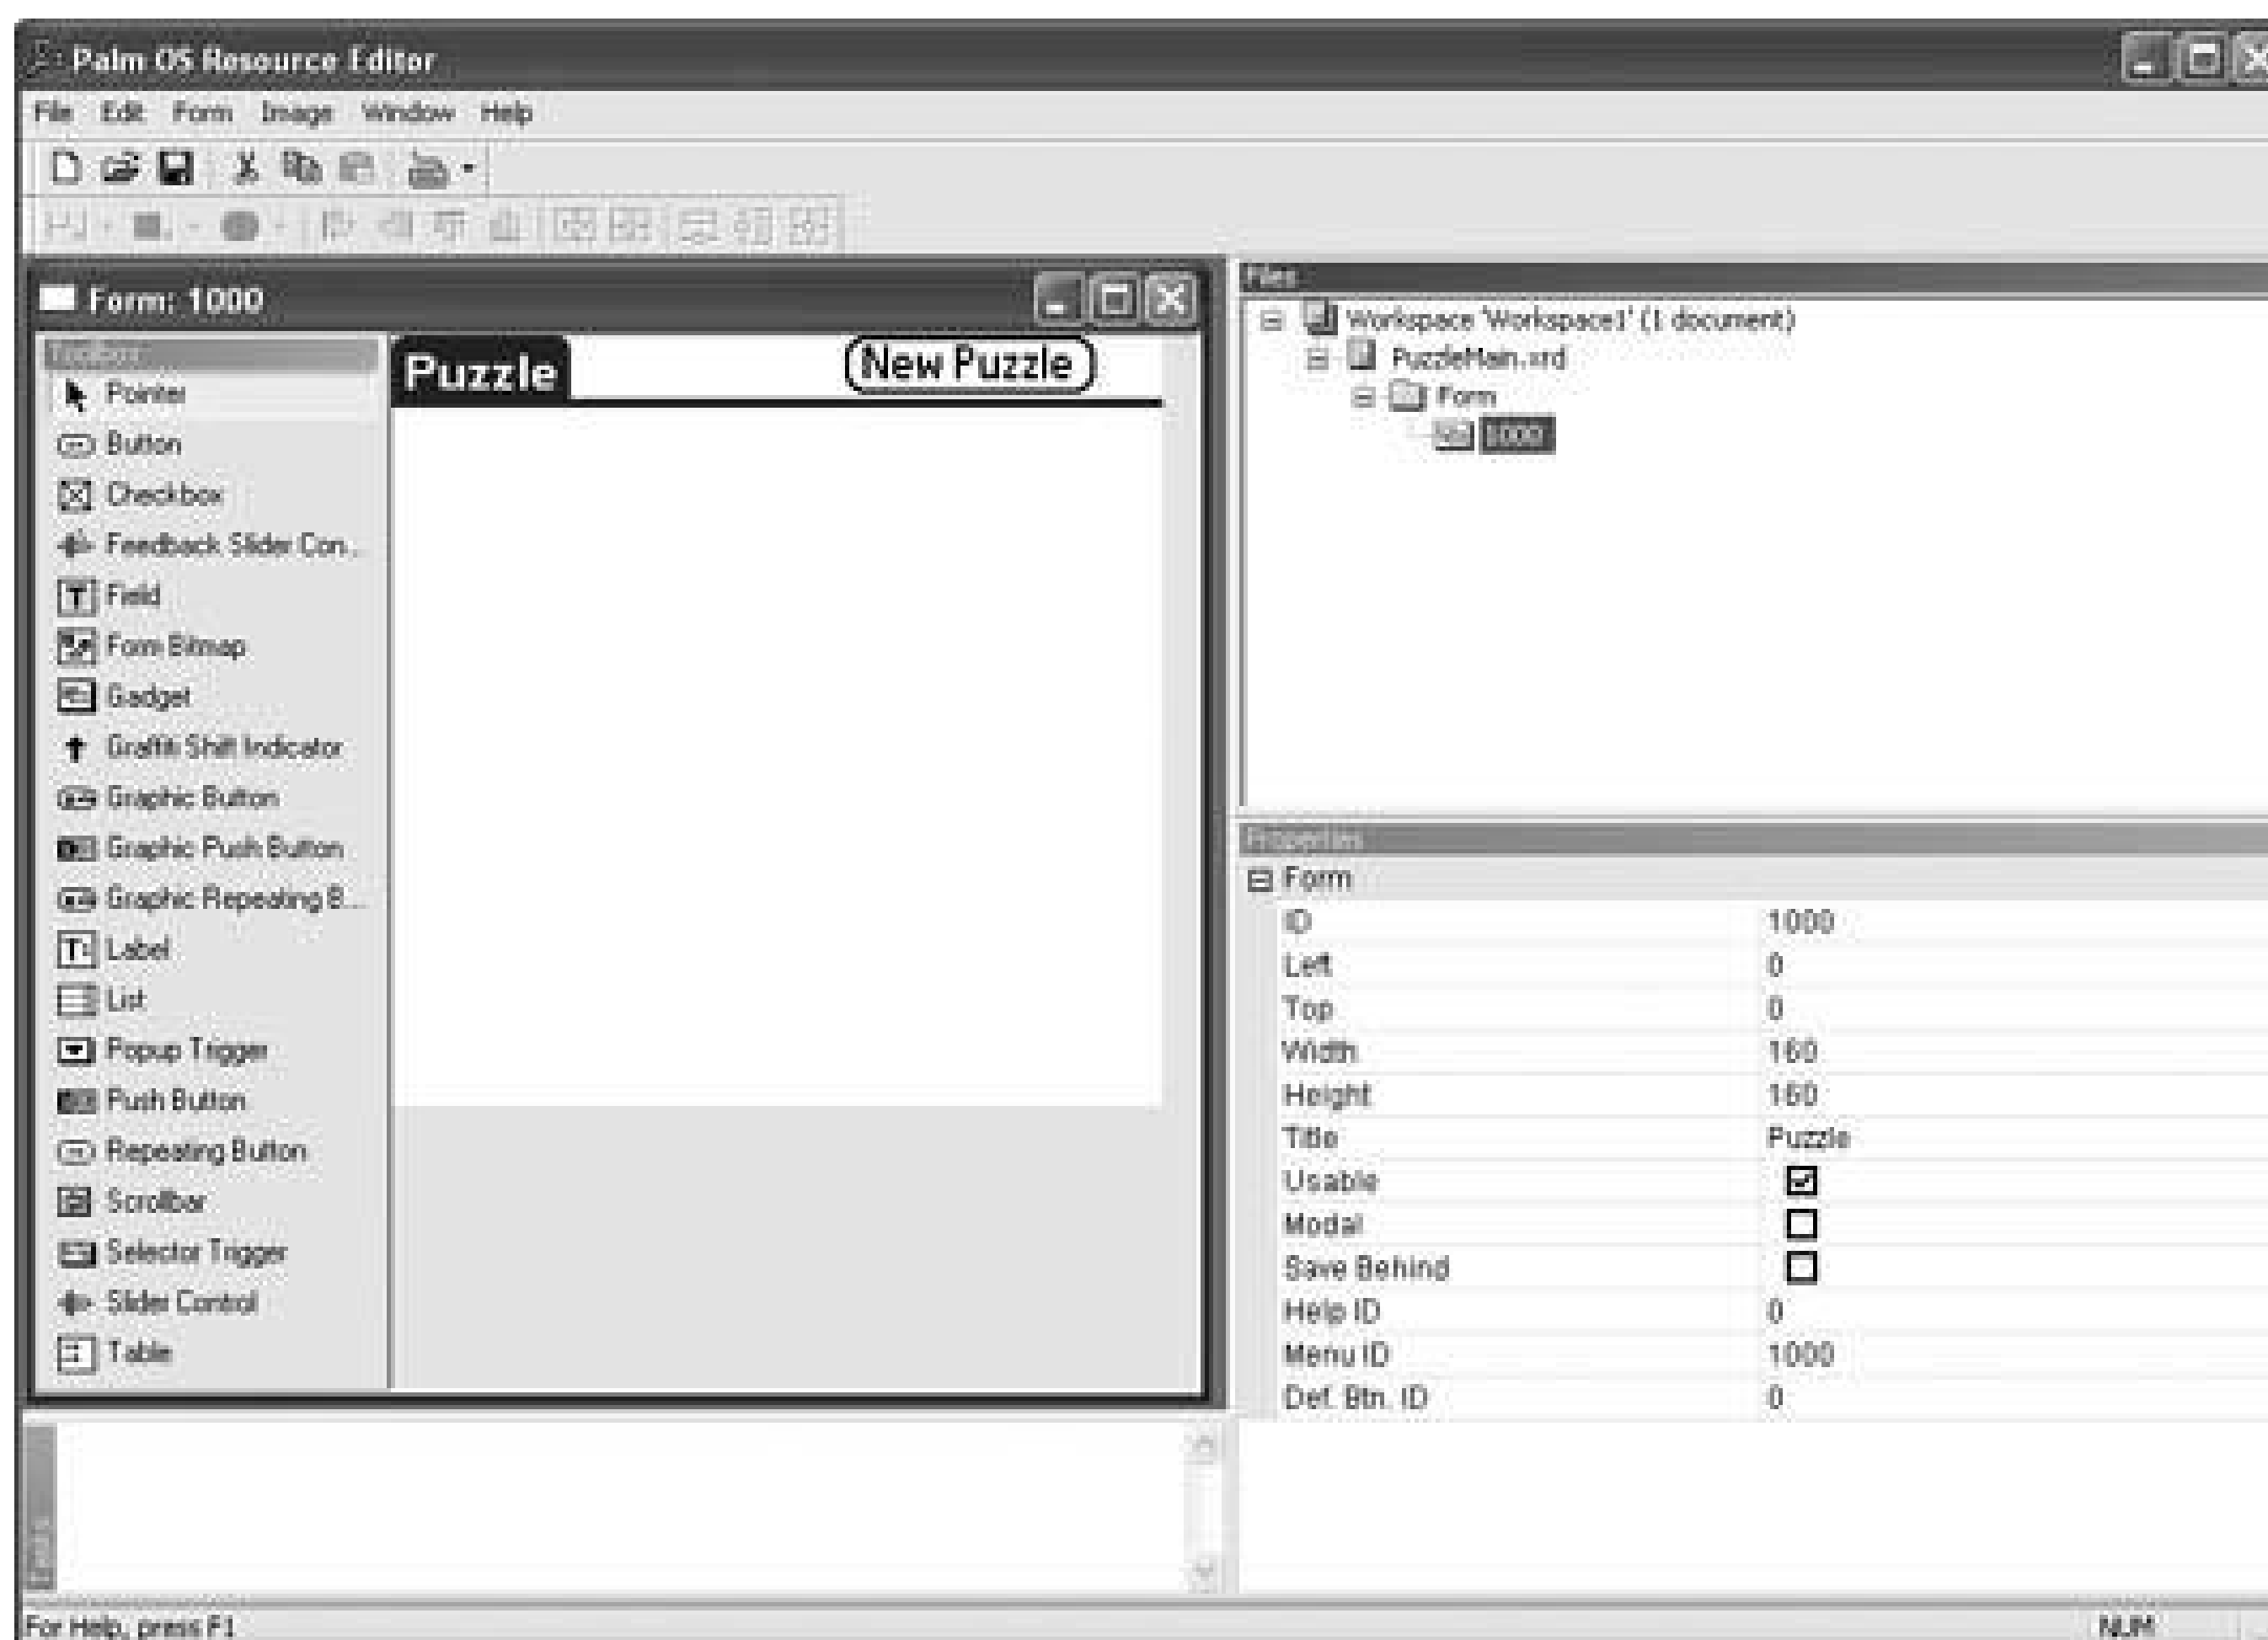 Palm OS Resource Editor
File Edit Form Image Window Help
Form: 1000
Pointer
Button
Checkbox
Feedback Slider Con...
Field
Form Bitmap
Gadget
Graffiti Shift Indicator
Graphic Button
Graphic Push Button
Graphic Repeating B...
Label
List
Popup Trigger
Push Button
Repeating Button
Scrollbar
Selector Trigger
Slider Control
Table
Puzzle
New Puzzle
Files
Workspace 'Workspace1' (1 document)
PuzzleMain.xrd
Form
1000
Properties
Form
ID 1000
Left 0
Top 0
Width 160
Height 160
Title Puzzle
Usable
Modal
Save Behind
Help ID 0
Menu ID 1000
Def. Btn. ID 0
For Help, press F1
NUM